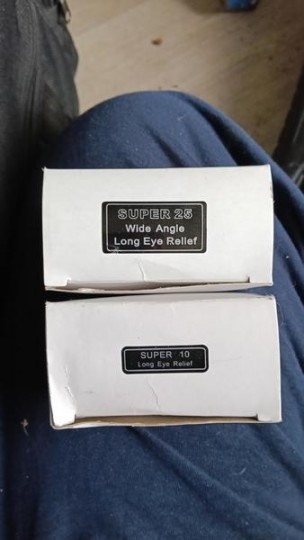 SUPER 25
Wide Angle
Long Eye Relief
SUPER 10
Long Eye Relief